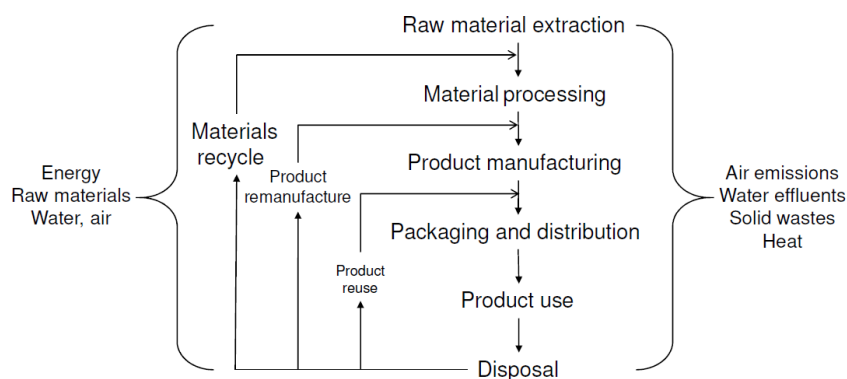 Raw material extraction
Material processing
Materials
recycle
Product
remanufacture
Product manufacturing
Energy
Raw materials
Water, air
Air emissions
Water effluents
Solid wastes
Heat
Packaging and distribution
Product
reuse
Product use
Disposal